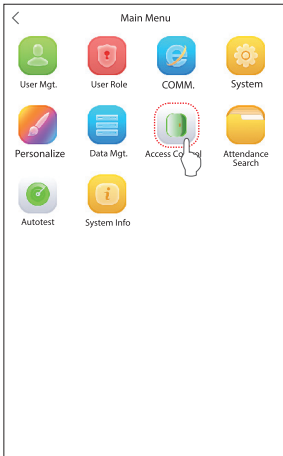 Main Menu
User Mgt.
User Role
COMM.
System
Personalize
Data Mgt.
Access Control
Attendance
Search
Autotest
System Info